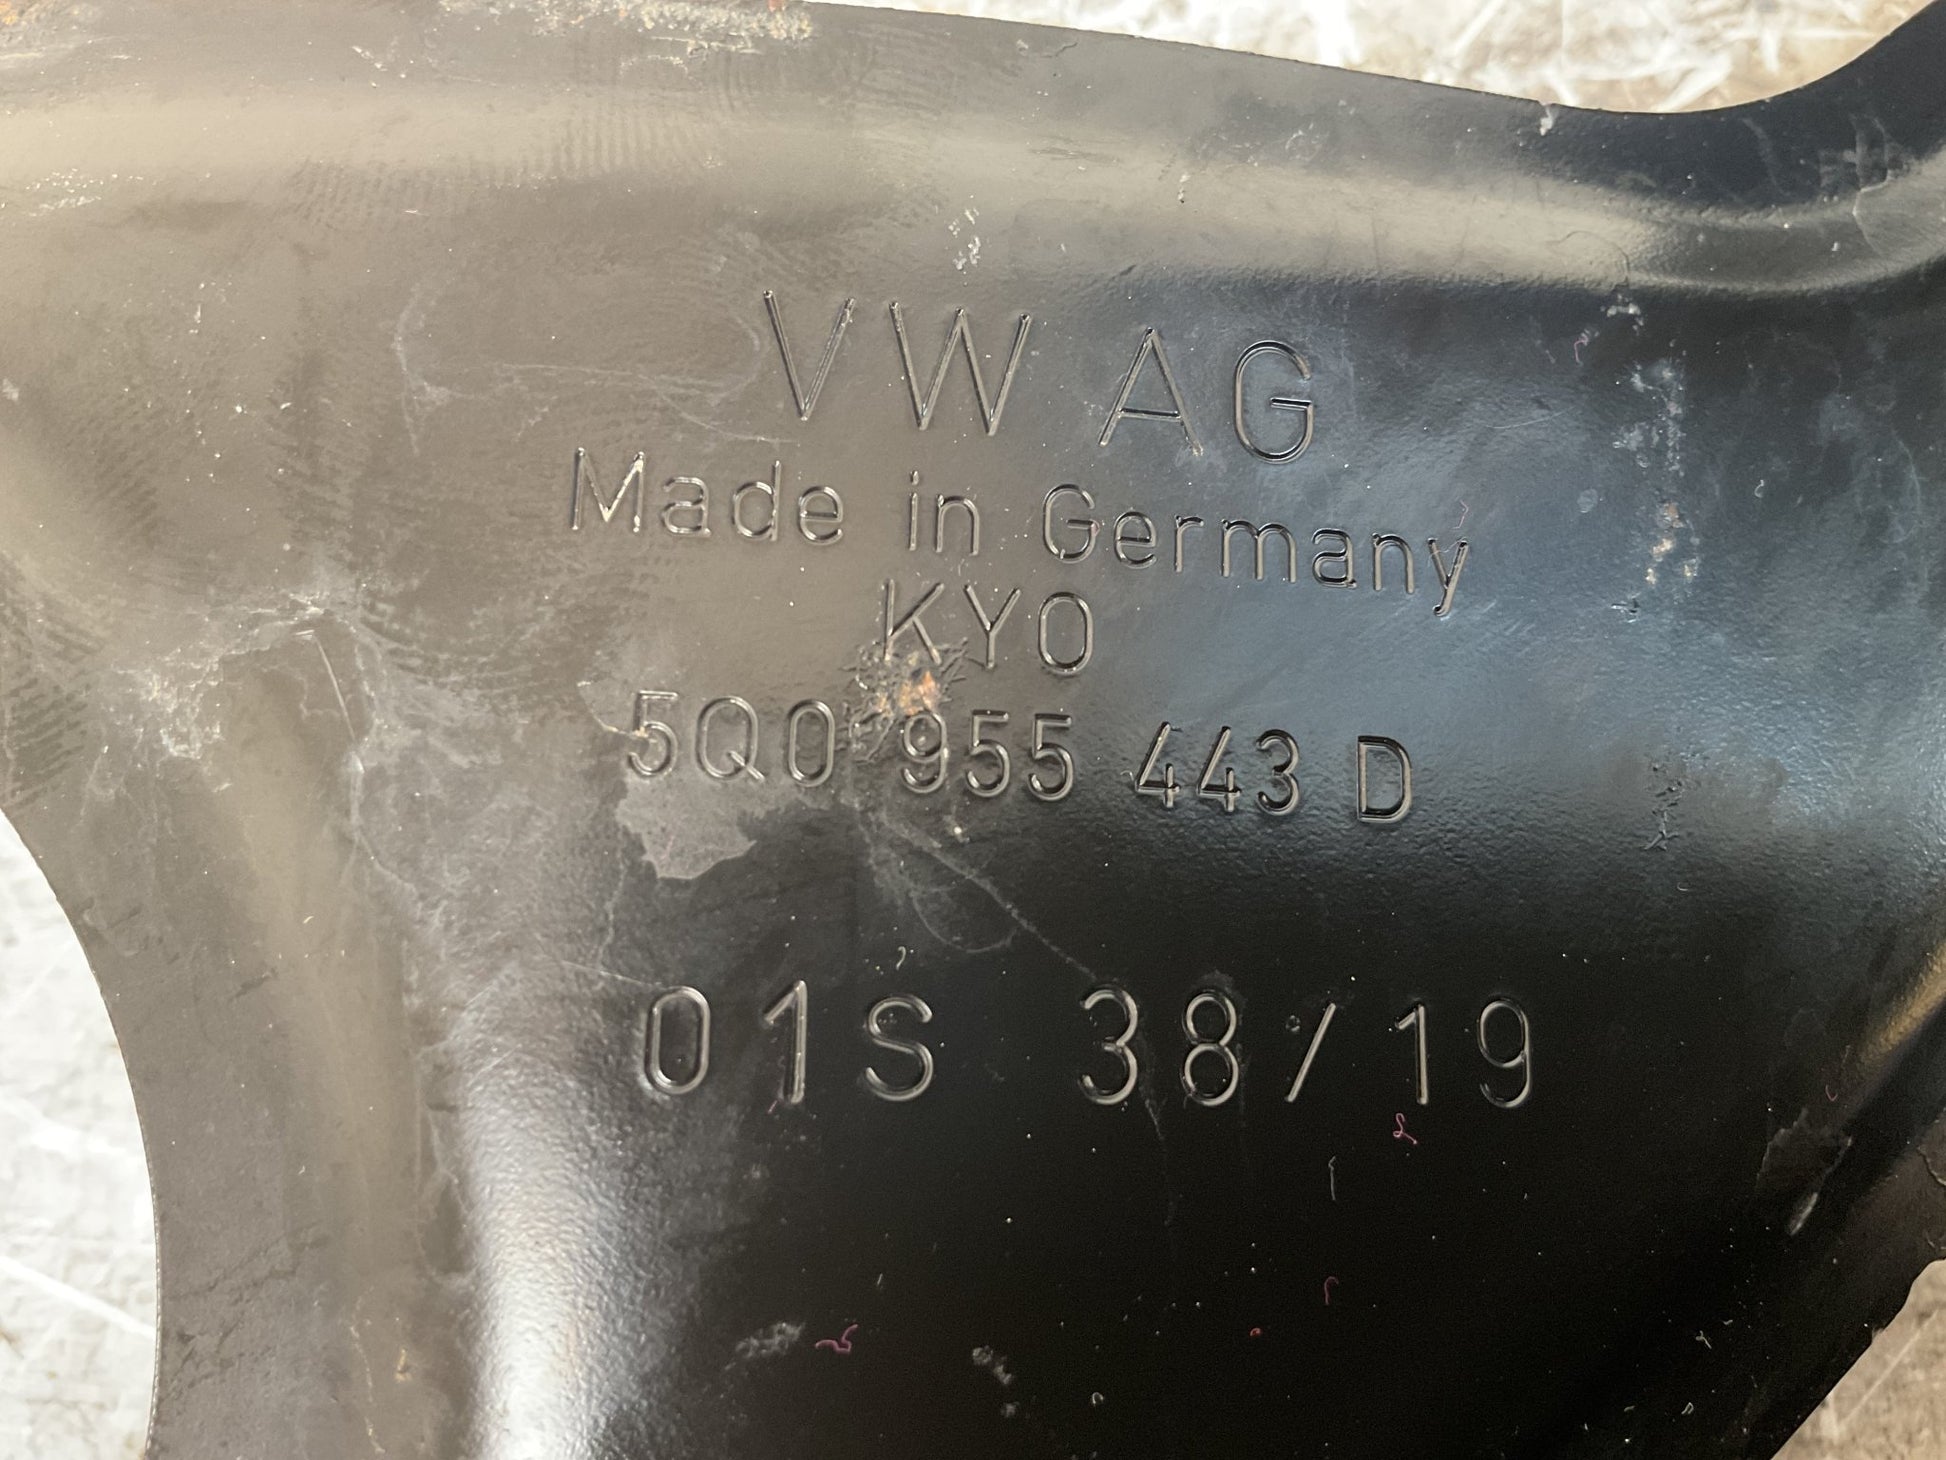 VW AG
Made in Germany
KYO
5Q0 955 443 D
01S 38/19